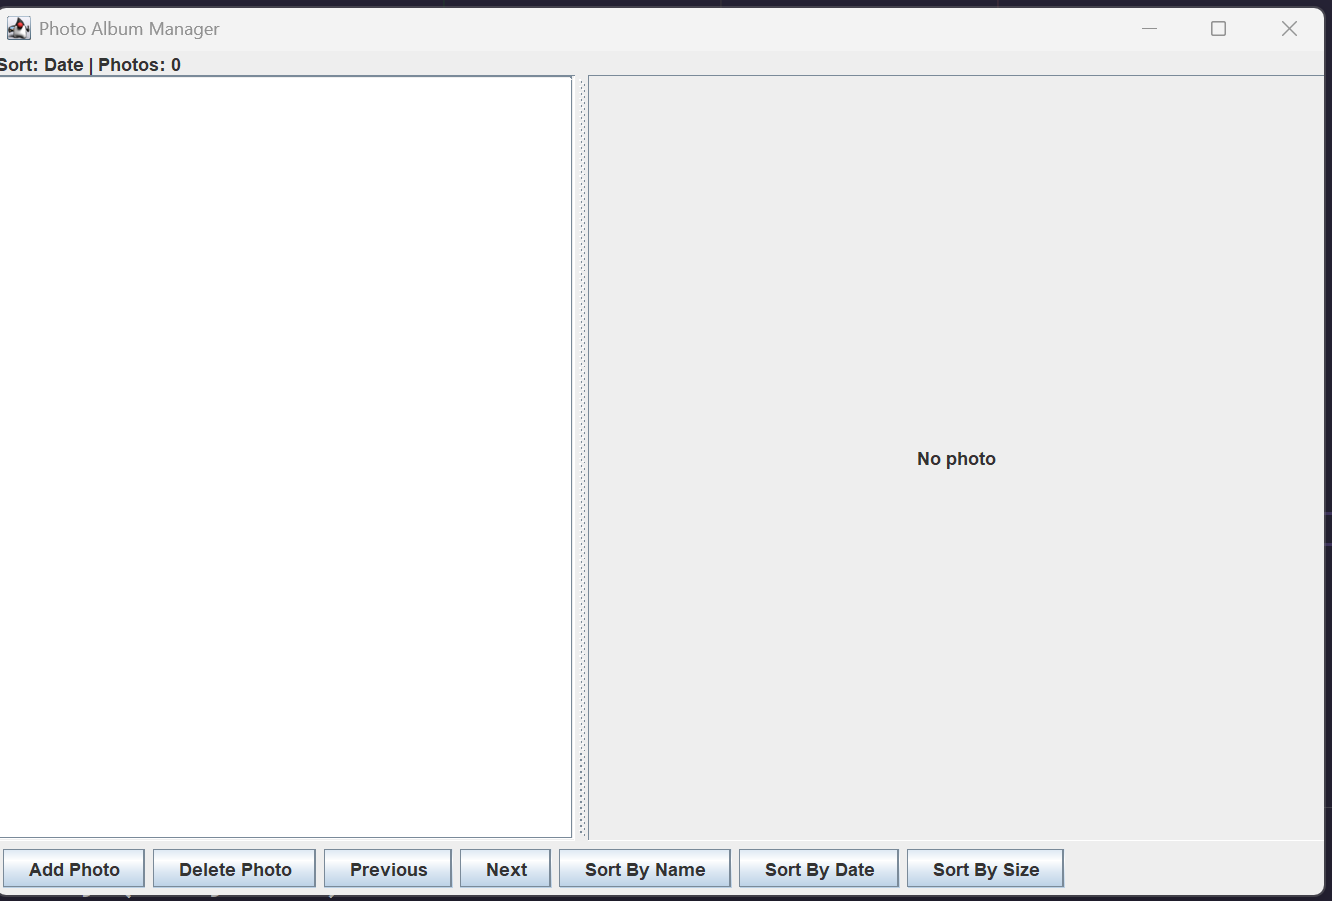 Photo Album Manager
Sort: Date | Photos: 0
No photo
Add Photo Delete Photo Previous Next Sort By Name Sort By Date Sort By Size